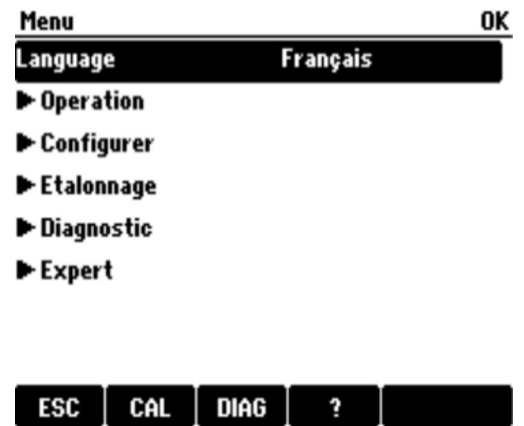 Menu OK
Language Français
▶Operation
▶Configurer
▶Etalonnage
▶Diagnostic
▶Expert
ESC CAL DIAG ?